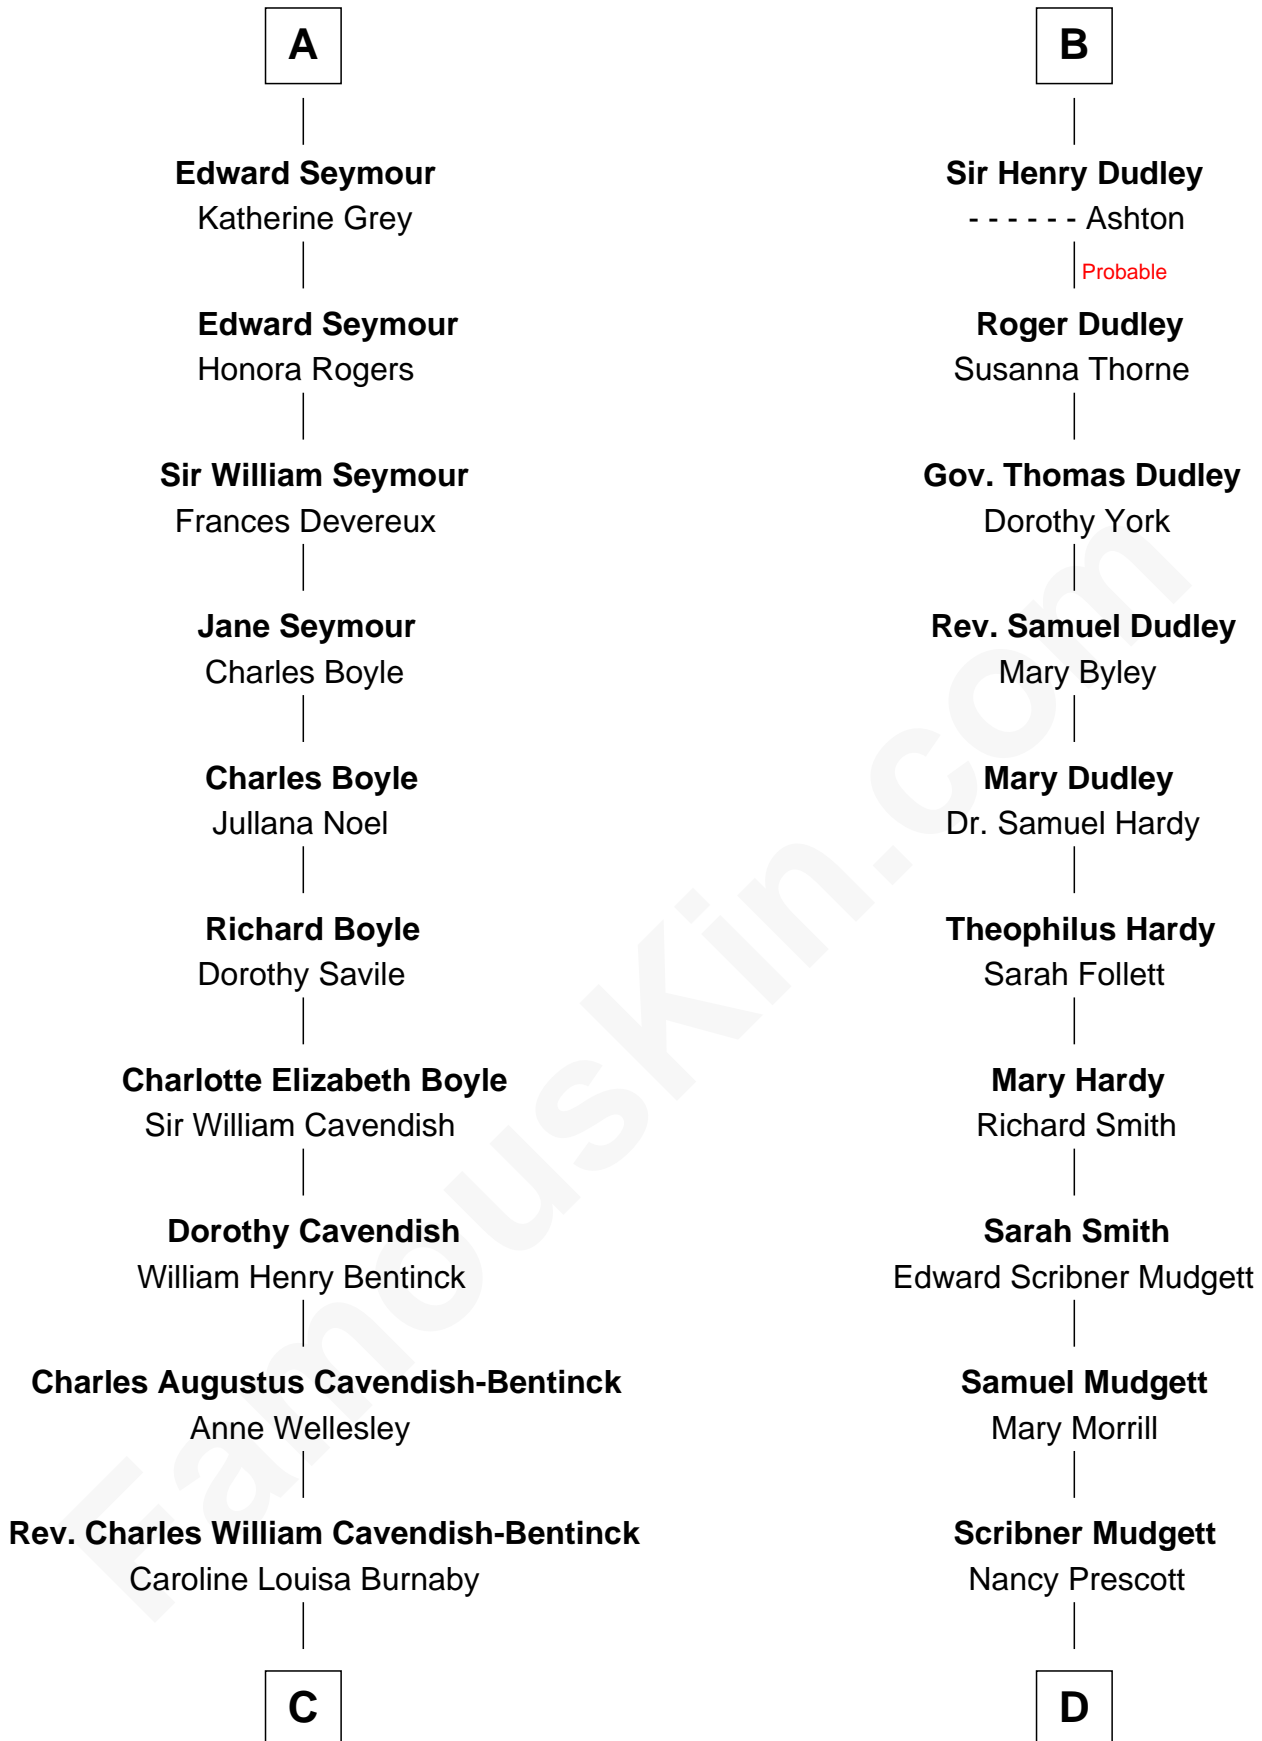 A
Edward Seymour
Katherine Grey
Edward Seymour
Honora Rogers
Sir William Seymour
Frances Devereux
Jane Seymour
Charles Boyle
Charles Boyle
Jullana Noel
Richard Boyle
Dorothy Savile
Charlotte Elizabeth Boyle
Sir William Cavendish
Dorothy Cavendish
William Henry Bentinck
Charles Augustus Cavendish-Bentinck
Anne Wellesley
Rev. Charles William Cavendish-Bentinck
Caroline Louisa Burnaby
C
B
Sir Henry Dudley
- - - - - - Ashton
Probable
Roger Dudley
Susanna Thorne
Gov. Thomas Dudley
Dorothy York
Rev. Samuel Dudley
Mary Byley
Mary Dudley
Dr. Samuel Hardy
Theophilus Hardy
Sarah Follett
Mary Hardy
Richard Smith
Sarah Smith
Edward Scribner Mudgett
Samuel Mudgett
Mary Morrill
Scribner Mudgett
Nancy Prescott
D
FamousKin.com